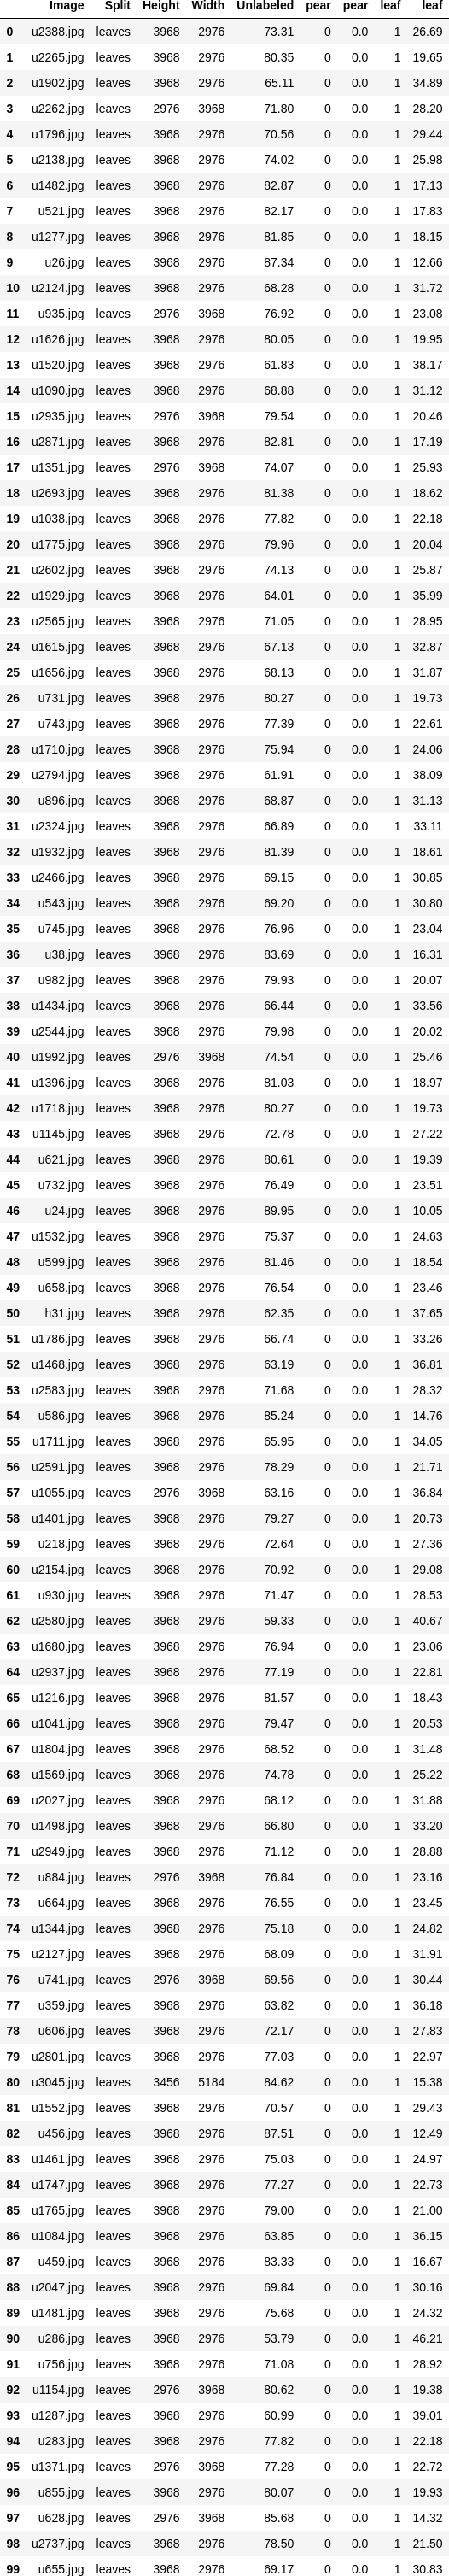 Image Split Height Width Unlabeled pear pear leaf leaf
0 u2388.jpg leaves 3968 2976 73.31 0 0.0 1 26.69
1 u2265.jpg leaves 3968 2976 80.35 0 0.0 1 19.65
2 u1902.jpg leaves 3968 2976 65.11 0 0.0 1 34.89
3 u2262.jpg leaves 2976 3968 71.80 0 0.0 1 28.20
4 u1796.jpg leaves 3968 2976 70.56 0 0.0 1 29.44
5 u2138.jpg leaves 3968 2976 74.02 0 0.0 1 25.98
6 u1482.jpg leaves 3968 2976 82.87 0 0.0 1 17.13
7 u521.jpg leaves 3968 2976 82.17 0 0.0 1 17.83
8 u1277.jpg leaves 3968 2976 81.85 0 0.0 1 18.15
9 u26.jpg leaves 3968 2976 87.34 0 0.0 1 12.66
10 u2124.jpg leaves 3968 2976 68.28 0 0.0 1 31.72
11 u935.jpg leaves 2976 3968 76.92 0 0.0 1 23.08
12 u1626.jpg leaves 3968 2976 80.05 0 0.0 1 19.95
13 u1520.jpg leaves 3968 2976 61.83 0 0.0 1 38.17
14 u1090.jpg leaves 3968 2976 68.88 0 0.0 1 31.12
15 u2935.jpg leaves 2976 3968 79.54 0 0.0 1 20.46
16 u2871.jpg leaves 3968 2976 82.81 0 0.0 1 17.19
17 u1351.jpg leaves 2976 3968 74.07 0 0.0 1 25.93
18 u2693.jpg leaves 3968 2976 81.38 0 0.0 1 18.62
19 u1038.jpg leaves 3968 2976 77.82 0 0.0 1 22.18
20 u1775.jpg leaves 3968 2976 79.96 0 0.0 1 20.04
21 u2602.jpg leaves 3968 2976 74.13 0 0.0 1 25.87
22 u1929.jpg leaves 3968 2976 64.01 0 0.0 1 35.99
23 u2565.jpg leaves 3968 2976 71.05 0 0.0 1 28.95
24 u1615.jpg leaves 3968 2976 67.13 0 0.0 1 32.87
25 u1656.jpg leaves 3968 2976 68.13 0 0.0 1 31.87
26 u731.jpg leaves 3968 2976 80.27 0 0.0 1 19.73
27 u743.jpg leaves 3968 2976 77.39 0 0.0 1 22.61
28 u1710.jpg leaves 3968 2976 75.94 0 0.0 1 24.06
29 u2794.jpg leaves 3968 2976 61.91 0 0.0 1 38.09
30 u896.jpg leaves 3968 2976 68.87 0 0.0 1 31.13
31 u2324.jpg leaves 3968 2976 66.89 0 0.0 1 33.11
32 u1932.jpg leaves 3968 2976 81.39 0 0.0 1 18.61
33 u2466.jpg leaves 3968 2976 69.15 0 0.0 1 30.85
34 u543.jpg leaves 3968 2976 69.20 0 0.0 1 30.80
35 u745.jpg leaves 3968 2976 76.96 0 0.0 1 23.04
36 u38.jpg leaves 3968 2976 83.69 0 0.0 1 16.31
37 u982.jpg leaves 3968 2976 79.93 0 0.0 1 20.07
38 u1434.jpg leaves 3968 2976 66.44 0 0.0 1 33.56
39 u2544.jpg leaves 3968 2976 79.98 0 0.0 1 20.02
40 u1992.jpg leaves 2976 3968 74.54 0 0.0 1 25.46
41 u1396.jpg leaves 3968 2976 81.03 0 0.0 1 18.97
42 u1718.jpg leaves 3968 2976 80.27 0 0.0 1 19.73
43 u1145.jpg leaves 3968 2976 72.78 0 0.0 1 27.22
44 u621.jpg leaves 3968 2976 80.61 0 0.0 1 19.39
45 u732.jpg leaves 3968 2976 76.49 0 0.0 1 23.51
46 u24.jpg leaves 3968 2976 89.95 0 0.0 1 10.05
47 u1532.jpg leaves 3968 2976 75.37 0 0.0 1 24.63
48 u599.jpg leaves 3968 2976 81.46 0 0.0 1 18.54
49 u658.jpg leaves 3968 2976 76.54 0 0.0 1 23.46
50 h31.jpg leaves 3968 2976 62.35 0 0.0 1 37.65
51 u1786.jpg leaves 3968 2976 66.74 0 0.0 1 33.26
52 u1468.jpg leaves 3968 2976 63.19 0 0.0 1 36.81
53 u2583.jpg leaves 3968 2976 71.68 0 0.0 1 28.32
54 u586.jpg leaves 3968 2976 85.24 0 0.0 1 14.76
55 u1711.jpg leaves 3968 2976 65.95 0 0.0 1 34.05
56 u2591.jpg leaves 3968 2976 78.29 0 0.0 1 21.71
57 u1055.jpg leaves 2976 3968 63.16 0 0.0 1 36.84
58 u1401.jpg leaves 3968 2976 79.27 0 0.0 1 20.73
59 u218.jpg leaves 3968 2976 72.64 0 0.0 1 27.36
60 u2154.jpg leaves 3968 2976 70.92 0 0.0 1 29.08
61 u930.jpg leaves 3968 2976 71.47 0 0.0 1 28.53
62 u2580.jpg leaves 3968 2976 59.33 0 0.0 1 40.67
63 u1680.jpg leaves 3968 2976 76.94 0 0.0 1 23.06
64 u2937.jpg leaves 3968 2976 77.19 0 0.0 1 22.81
65 u1216.jpg leaves 3968 2976 81.57 0 0.0 1 18.43
66 u1041.jpg leaves 3968 2976 79.47 0 0.0 1 20.53
67 u1804.jpg leaves 3968 2976 68.52 0 0.0 1 31.48
68 u1569.jpg leaves 3968 2976 74.78 0 0.0 1 25.22
69 u2027.jpg leaves 3968 2976 68.12 0 0.0 1 31.88
70 u1498.jpg leaves 3968 2976 66.80 0 0.0 1 33.20
71 u2949.jpg leaves 3968 2976 71.12 0 0.0 1 28.88
72 u884.jpg leaves 2976 3968 76.84 0 0.0 1 23.16
73 u664.jpg leaves 3968 2976 76.55 0 0.0 1 23.45
74 u1344.jpg leaves 3968 2976 75.18 0 0.0 1 24.82
75 u2127.jpg leaves 3968 2976 68.09 0 0.0 1 31.91
76 u741.jpg leaves 2976 3968 69.56 0 0.0 1 30.44
77 u359.jpg leaves 3968 2976 63.82 0 0.0 1 36.18
78 u606.jpg leaves 3968 2976 72.17 0 0.0 1 27.83
79 u2801.jpg leaves 3968 2976 77.03 0 0.0 1 22.97
80 u3045.jpg leaves 3456 5184 84.62 0 0.0 1 15.38
81 u1552.jpg leaves 3968 2976 70.57 0 0.0 1 29.43
82 u456.jpg leaves 3968 2976 87.51 0 0.0 1 12.49
83 u1461.jpg leaves 3968 2976 75.03 0 0.0 1 24.97
84 u1747.jpg leaves 3968 2976 77.27 0 0.0 1 22.73
85 u1765.jpg leaves 3968 2976 79.00 0 0.0 1 21.00
86 u1084.jpg leaves 3968 2976 63.85 0 0.0 1 36.15
87 u459.jpg leaves 3968 2976 83.33 0 0.0 1 16.67
88 u2047.jpg leaves 3968 2976 69.84 0 0.0 1 30.16
89 u1481.jpg leaves 3968 2976 75.68 0 0.0 1 24.32
90 u286.jpg leaves 3968 2976 53.79 0 0.0 1 46.21
91 u756.jpg leaves 3968 2976 71.08 0 0.0 1 28.92
92 u1154.jpg leaves 2976 3968 80.62 0 0.0 1 19.38
93 u1287.jpg leaves 3968 2976 60.99 0 0.0 1 39.01
94 u283.jpg leaves 3968 2976 77.82 0 0.0 1 22.18
95 u1371.jpg leaves 2976 3968 77.28 0 0.0 1 22.72
96 u855.jpg leaves 3968 2976 80.07 0 0.0 1 19.93
97 u628.jpg leaves 2976 3968 85.68 0 0.0 1 14.32
98 u2737.jpg leaves 3968 2976 78.50 0 0.0 1 21.50
99 u655.jpg leaves 3968 2976 69.17 0 0.0 1 30.83